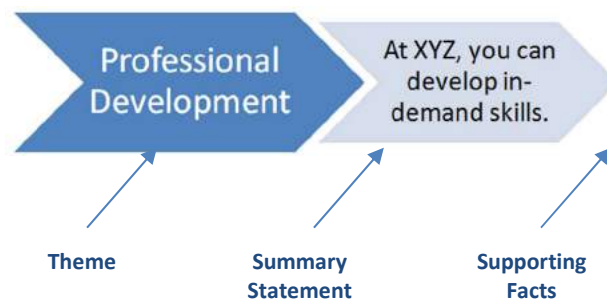 Professional
Development
At XYZ, you can
develop in-
demand skills.
Theme
Summary
Statement
Supporting
Facts